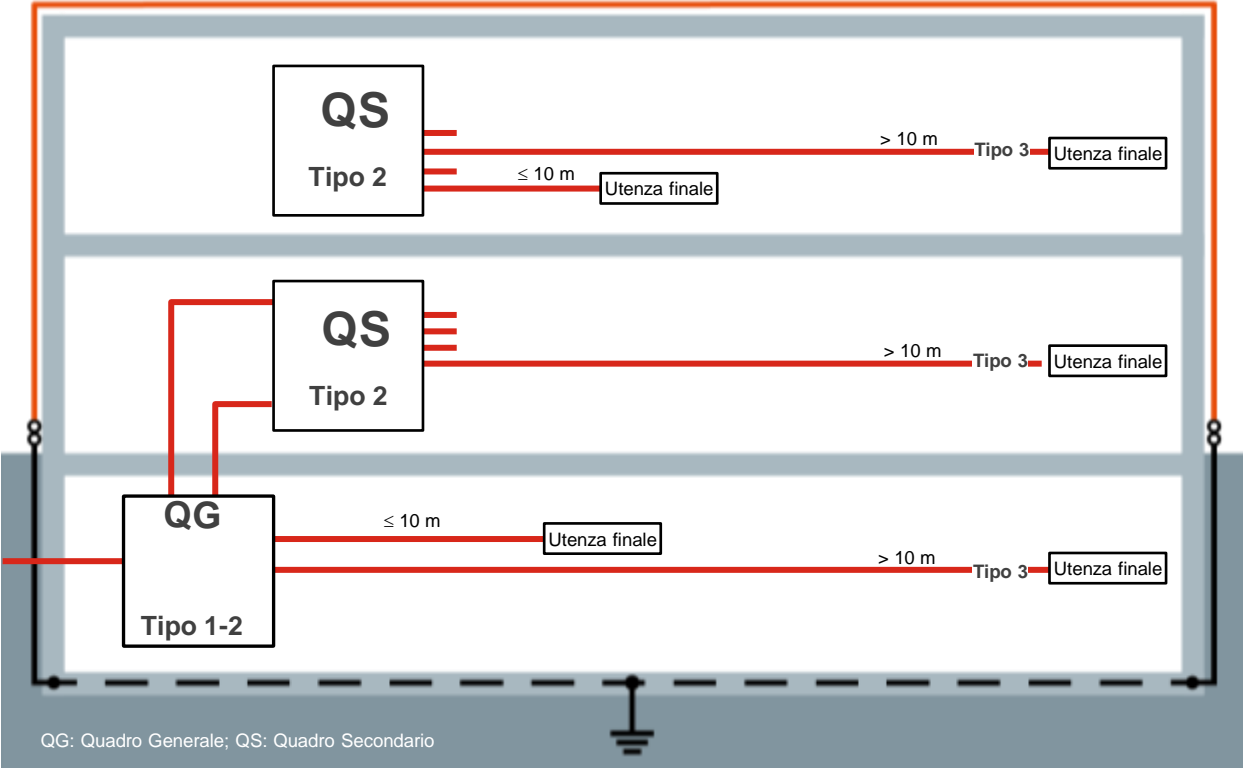 QS
Tipo 2
> 10 m
Tipo 3
Utenza finale
≤ 10 m
Utenza finale
QS
Tipo 2
> 10 m
Tipo 3
Utenza finale
QG
Tipo 1-2
≤ 10 m
Utenza finale
> 10 m
Tipo 3
Utenza finale
QG: Quadro Generale; QS: Quadro Secondario